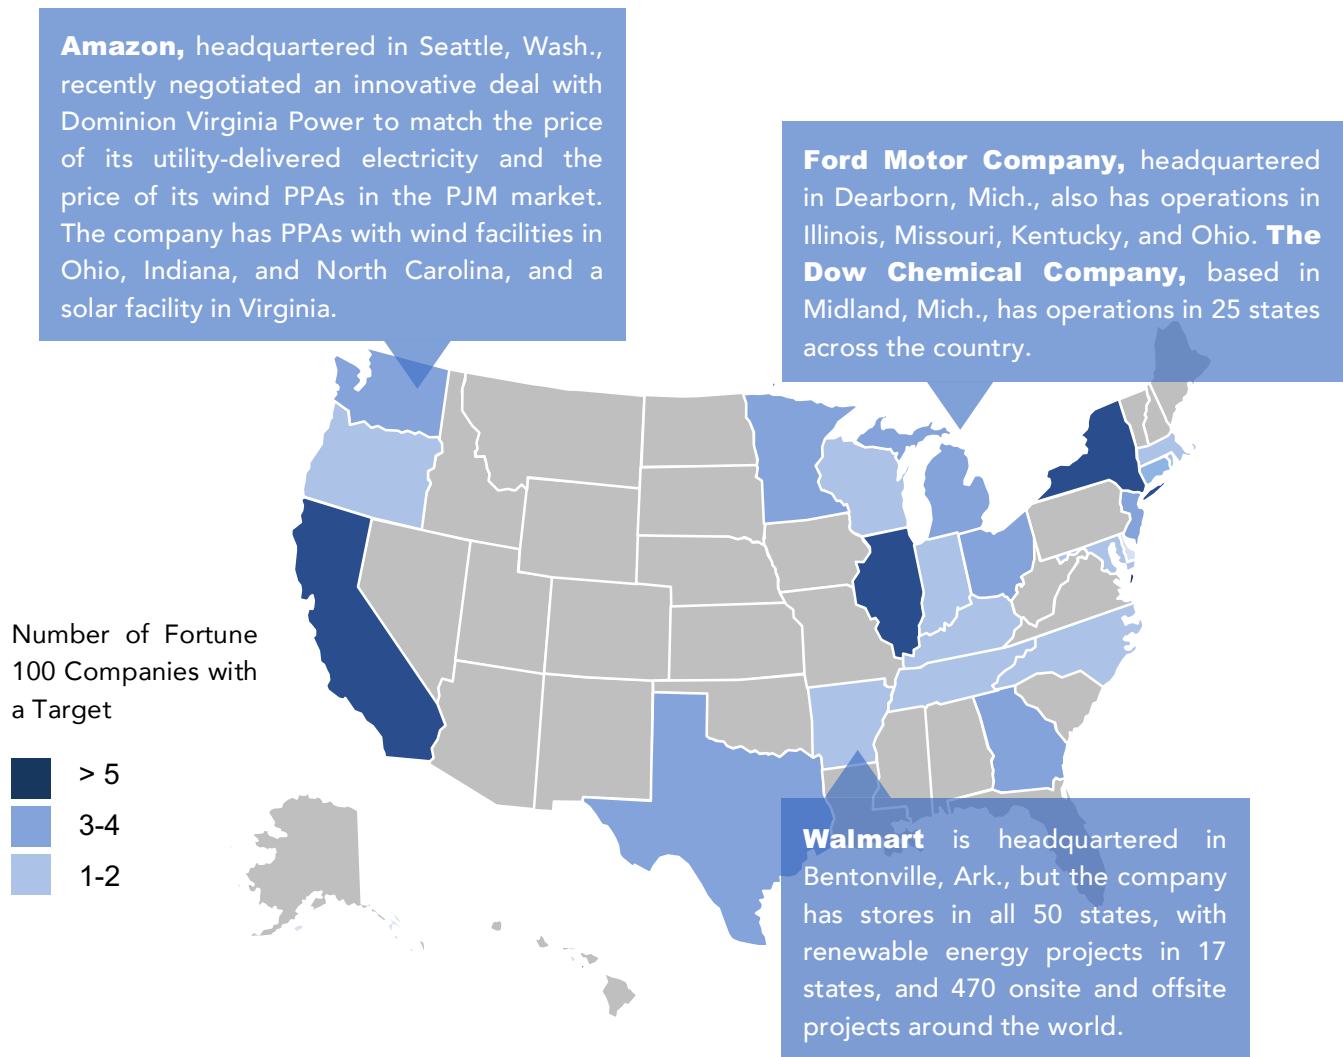 Amazon, headquartered in Seattle, Wash.,
recently negotiated an innovative deal with
Dominion Virginia Power to match the price
of its utility-delivered electricity and the
price of its wind PPAs in the PJM market.
The company has PPAs with wind facilities in
Ohio, Indiana, and North Carolina, and a
solar facility in Virginia.
Ford Motor Company, headquartered
in Dearborn, Mich., also has operations in
Illinois, Missouri, Kentucky, and Ohio. The
Dow Chemical Company, based in
Midland, Mich., has operations in 25 states
across the country.
Number of Fortune
100 Companies with
a Target
> 5
3-4
1-2
Walmart is headquartered in
Bentonville, Ark., but the company
has stores in all 50 states, with
renewable energy projects in 17
states, and 470 onsite and offsite
projects around the world.